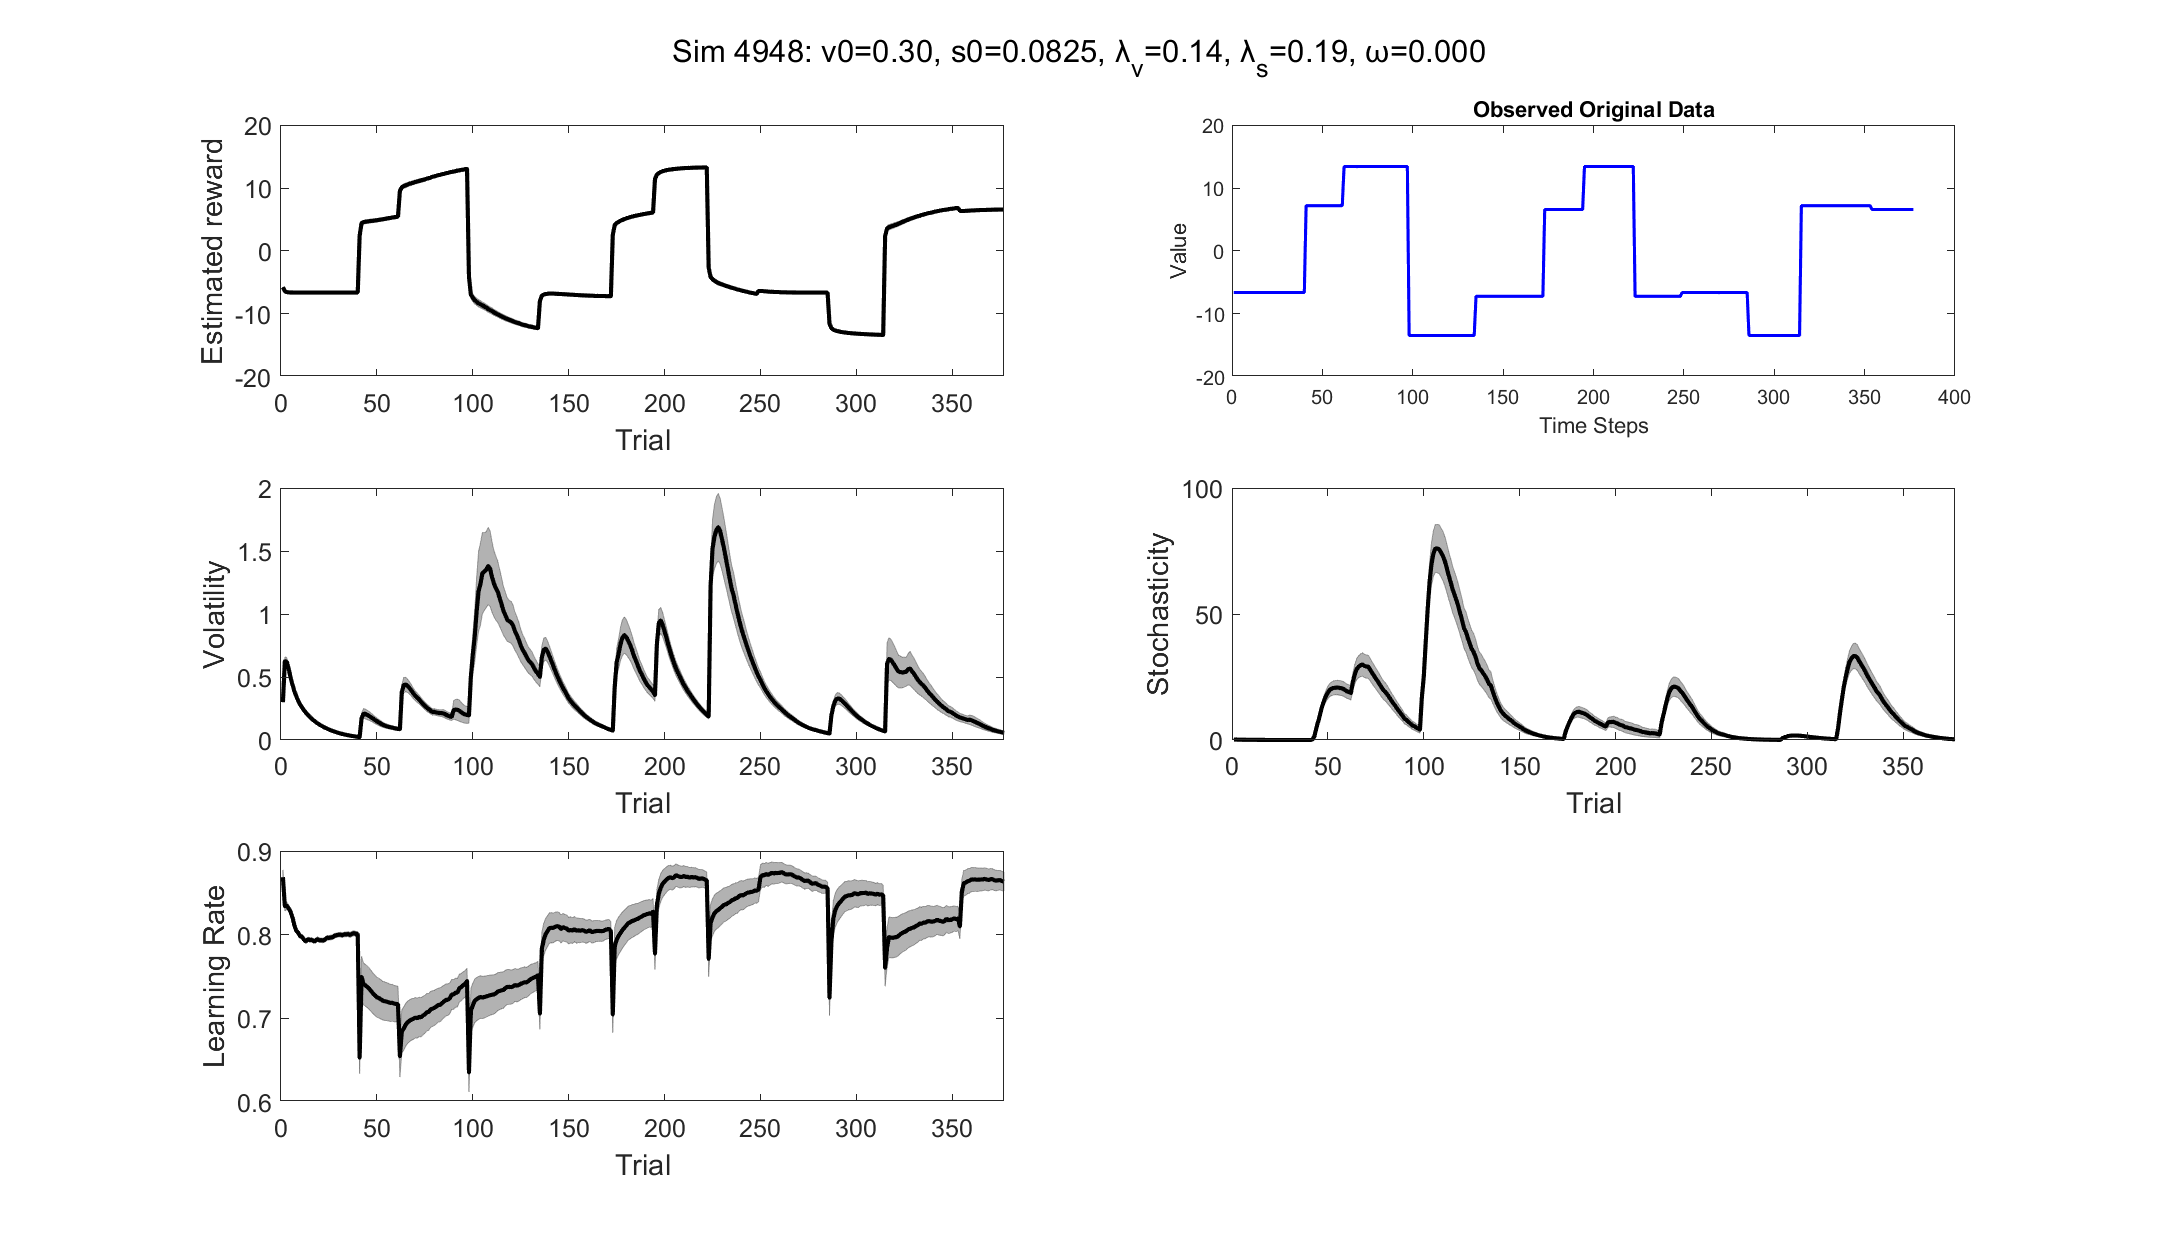 Sim 4948: v0=0.30, s0=0.0825, λ_v=0.14, λ_s=0.19, ω=0.000
Estimated reward
20
10
0
-10
-20
0 50 100 150 200 250 300 350
Trial
Observed Original Data
Value
20
10
0
-10
-20
0 50 100 150 200 250 300 350 400
Time Steps
Volatility
2
1.5
1
0.5
0
0 50 100 150 200 250 300 350
Trial
Stochasticity
100
50
0
0 50 100 150 200 250 300 350
Trial
Learning Rate
0.9
0.8
0.7
0.6
0 50 100 150 200 250 300 350
Trial